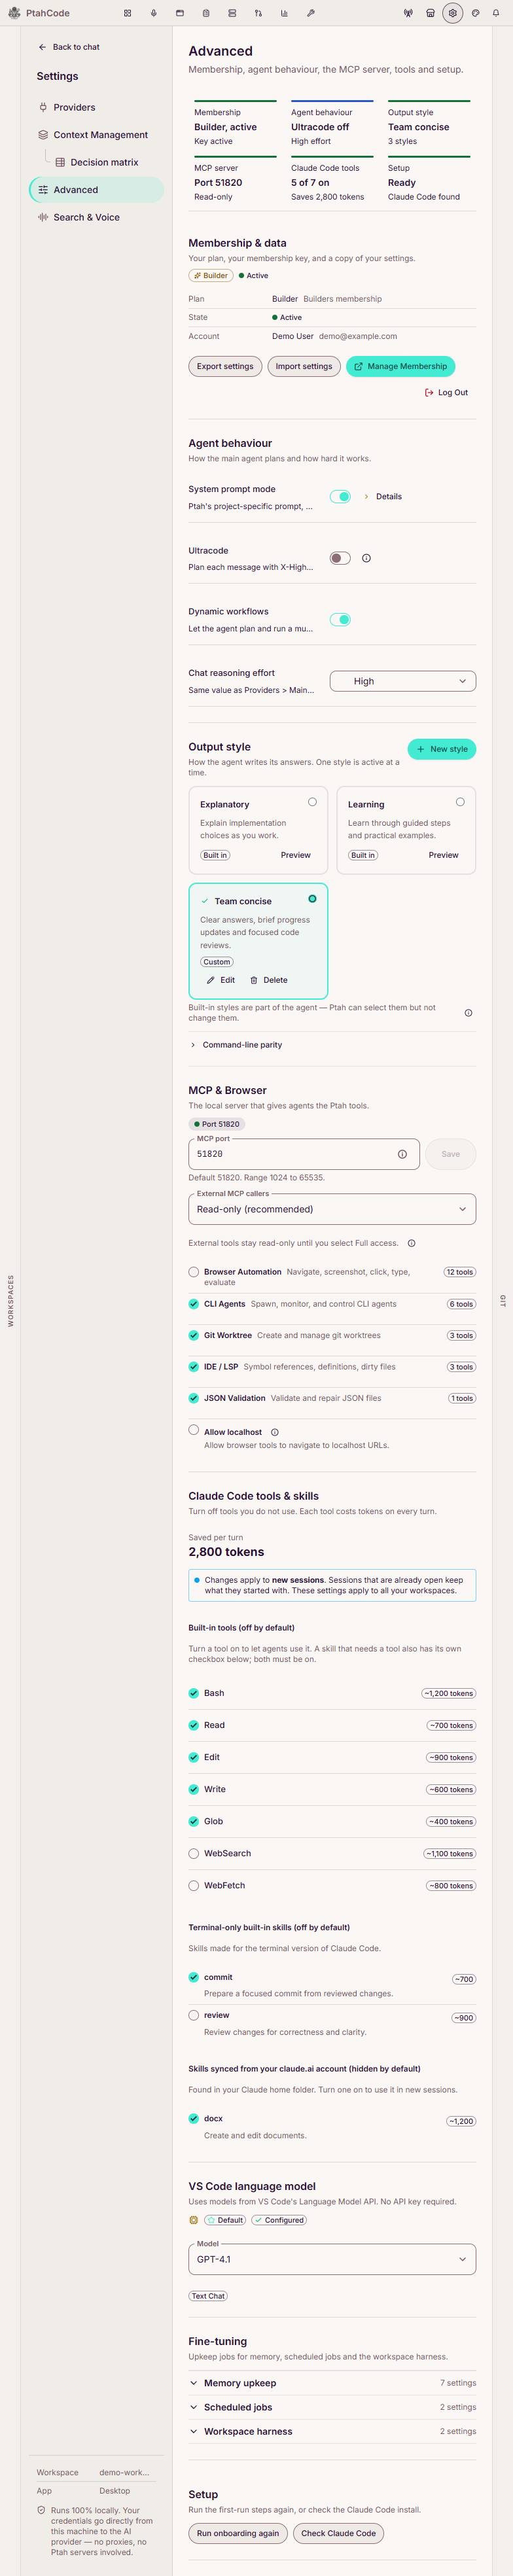 PtahCode
Back to chat
Settings
Providers
Context Management
Decision matrix
Advanced
Search & Voice
WORKSPACES
Workspace demo-work...
App Desktop
Runs 100% locally. Your
credentials go directly from
this machine to the AI
provider — no proxies, no
Ptah servers involved.
Advanced
Membership, agent behaviour, the MCP server, tools and setup.
Membership
Builder, active
Key active
Agent behaviour
Ultracode off
High effort
Output style
Team concise
3 styles
MCP server
Port 51820
Read-only
Claude Code tools
5 of 7 on
Saves 2,800 tokens
Setup
Ready
Claude Code found
Membership & data
Your plan, your membership key, and a copy of your settings.
Builder Active
Plan Builder Builders membership
State Active
Account Demo User demo@example.com
Export settings Import settings Manage Membership
Log Out
Agent behaviour
How the main agent plans and how hard it works.
System prompt mode
Ptah's project-specific prompt, ...
Details
Ultracode
Plan each message with X-High...
Dynamic workflows
Let the agent plan and run a mu...
Chat reasoning effort
Same value as Providers > Main...
High
Output style
How the agent writes its answers. One style is active at a
time.
New style
Explanatory
Explain implementation
choices as you work.
Built in Preview
Learning
Learn through guided steps
and practical examples.
Built in Preview
Team concise
Clear answers, brief progress
updates and focused code
reviews.
Custom
Edit Delete
Built-in styles are part of the agent — Ptah can select them but not
change them.
Command-line parity
MCP & Browser
The local server that gives agents the Ptah tools.
Port 51820
MCP port
51820
Save
Default 51820. Range 1024 to 65535.
External MCP callers
Read-only (recommended)
External tools stay read-only until you select Full access.
Browser Automation Navigate, screenshot, click, type,
evaluate
12 tools
CLI Agents Spawn, monitor, and control CLI agents 6 tools
Git Worktree Create and manage git worktrees 3 tools
IDE / LSP Symbol references, definitions, dirty files 3 tools
JSON Validation Validate and repair JSON files 1 tools
Allow localhost
Allow browser tools to navigate to localhost URLs.
Claude Code tools & skills
Turn off tools you do not use. Each tool costs tokens on every turn.
Saved per turn
2,800 tokens
Changes apply to new sessions. Sessions that are already open keep
what they started with. These settings apply to all your workspaces.
Built-in tools (off by default)
Turn a tool on to let agents use it. A skill that needs a tool also has its own
checkbox below; both must be on.
Bash ~1,200 tokens
Read ~700 tokens
Edit ~900 tokens
Write ~600 tokens
Glob ~400 tokens
WebSearch ~1,100 tokens
WebFetch ~800 tokens
Terminal-only built-in skills (off by default)
Skills made for the terminal version of Claude Code.
commit ~700
Prepare a focused commit from reviewed changes.
review ~900
Review changes for correctness and clarity.
Skills synced from your claude.ai account (hidden by default)
Found in your Claude home folder. Turn one on to use it in new sessions.
docx ~1,200
Create and edit documents.
VS Code language model
Uses models from VS Code's Language Model API. No API key required.
Default Configured
Model
GPT-4.1
Text Chat
Fine-tuning
Upkeep jobs for memory, scheduled jobs and the workspace harness.
Memory upkeep 7 settings
Scheduled jobs 2 settings
Workspace harness 2 settings
Setup
Run the first-run steps again, or check the Claude Code install.
Run onboarding again Check Claude Code
GIT